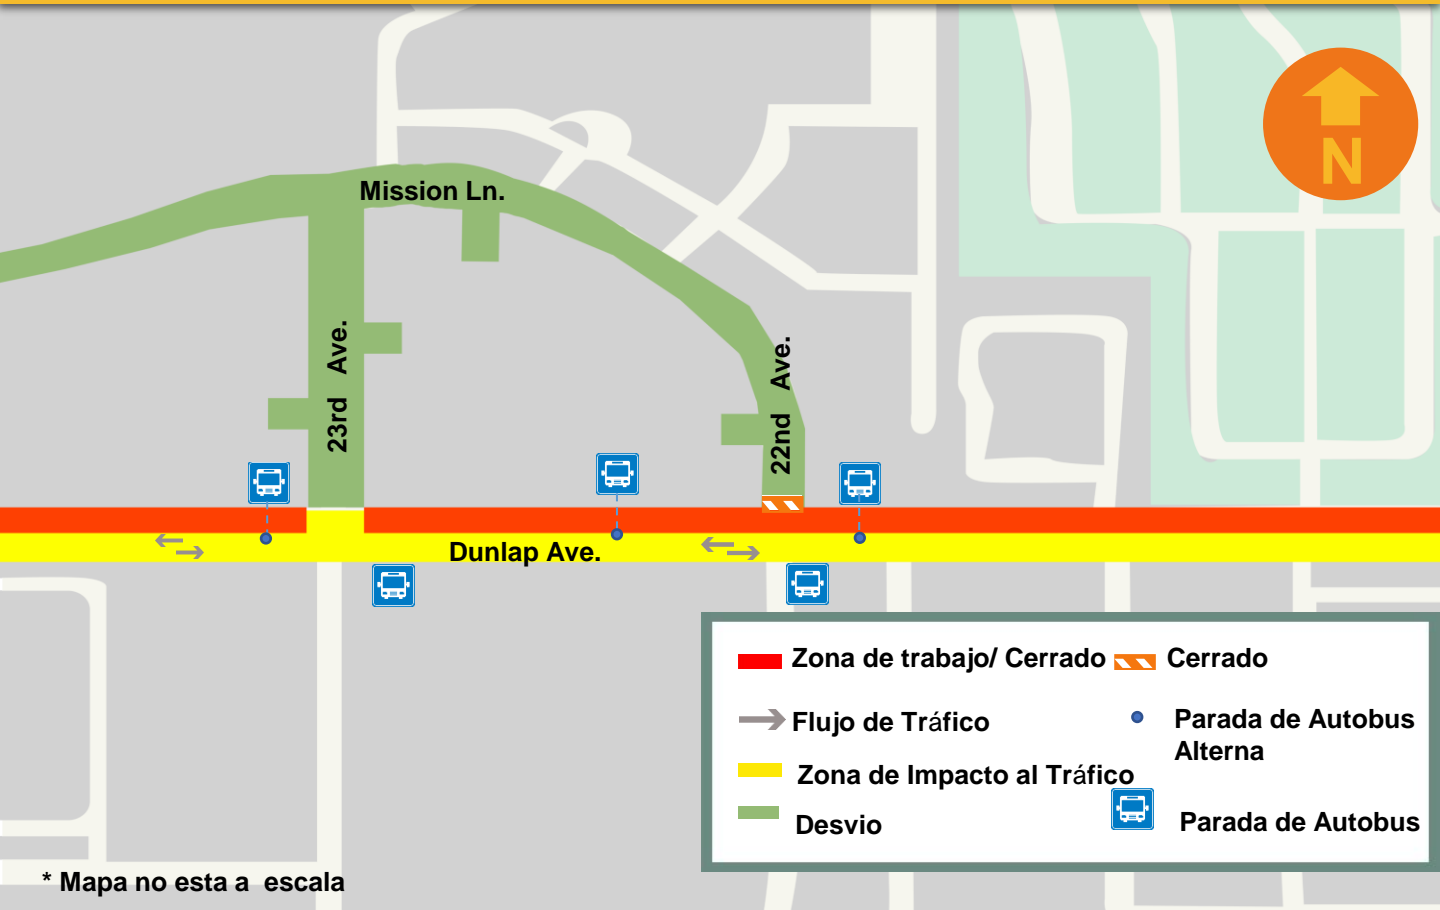 N
Mission Ln.
23rd Ave.
22nd Ave.
Dunlap Ave.
Zona de trabajo/ Cerrado
Cerrado
Flujo de Tráfico
Parada de Autobus
Alterna
Zona de Impacto al Tráfico
Desvio
Parada de Autobus
* Mapa no esta a escala